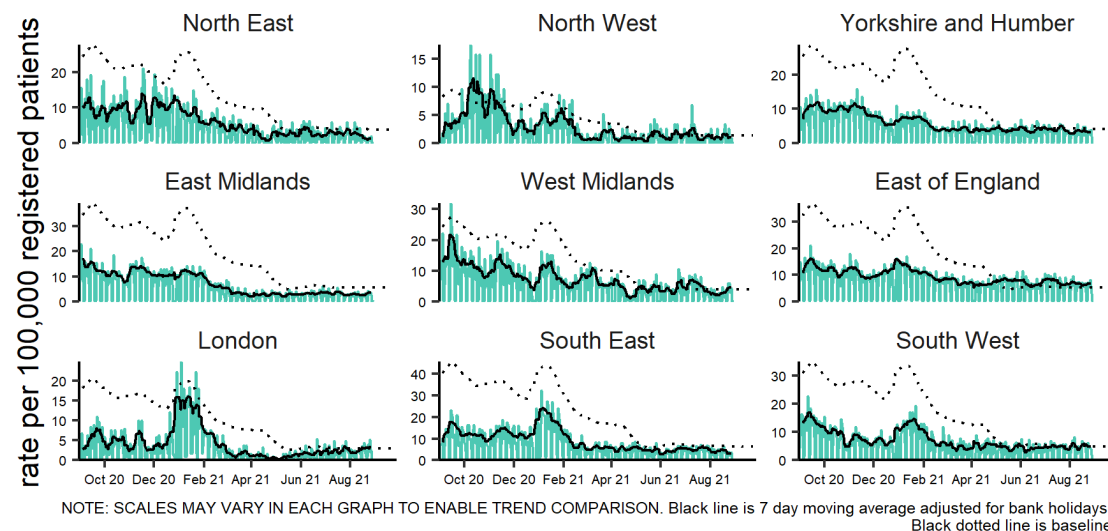 rate per 100,000 registered patients
North East
20
10
0
North West
15
10
5
0
Yorkshire and Humber
20
10
0
East Midlands
30
20
10
0
West Midlands
30
20
10
0
East of England
30
20
10
0
London
20
15
10
5
0
Oct 20 Dec 20 Feb 21 Apr 21 Jun 21 Aug 21
South East
40
30
20
10
0
Oct 20 Dec 20 Feb 21 Apr 21 Jun 21 Aug 21
South West
30
20
10
0
Oct 20 Dec 20 Feb 21 Apr 21 Jun 21 Aug 21
NOTE: SCALES MAY VARY IN EACH GRAPH TO ENABLE TREND COMPARISON. Black line is 7 day moving average adjusted for bank holidays
Black dotted line is baseline